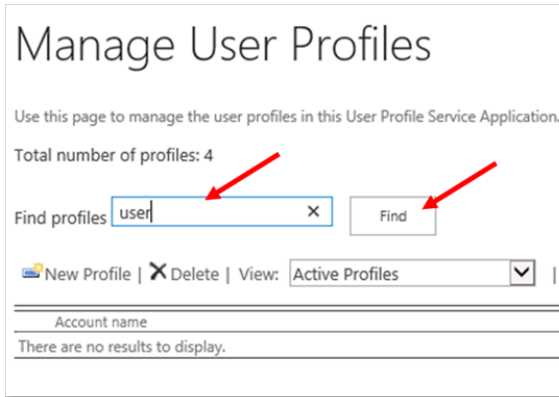 Manage User Profiles
Use this page to manage the user profiles in this User Profile Service Application.
Total number of profiles: 4
Find profiles user × Find
New Profile | Delete | View: Active Profiles |
Account name
There are no results to display.